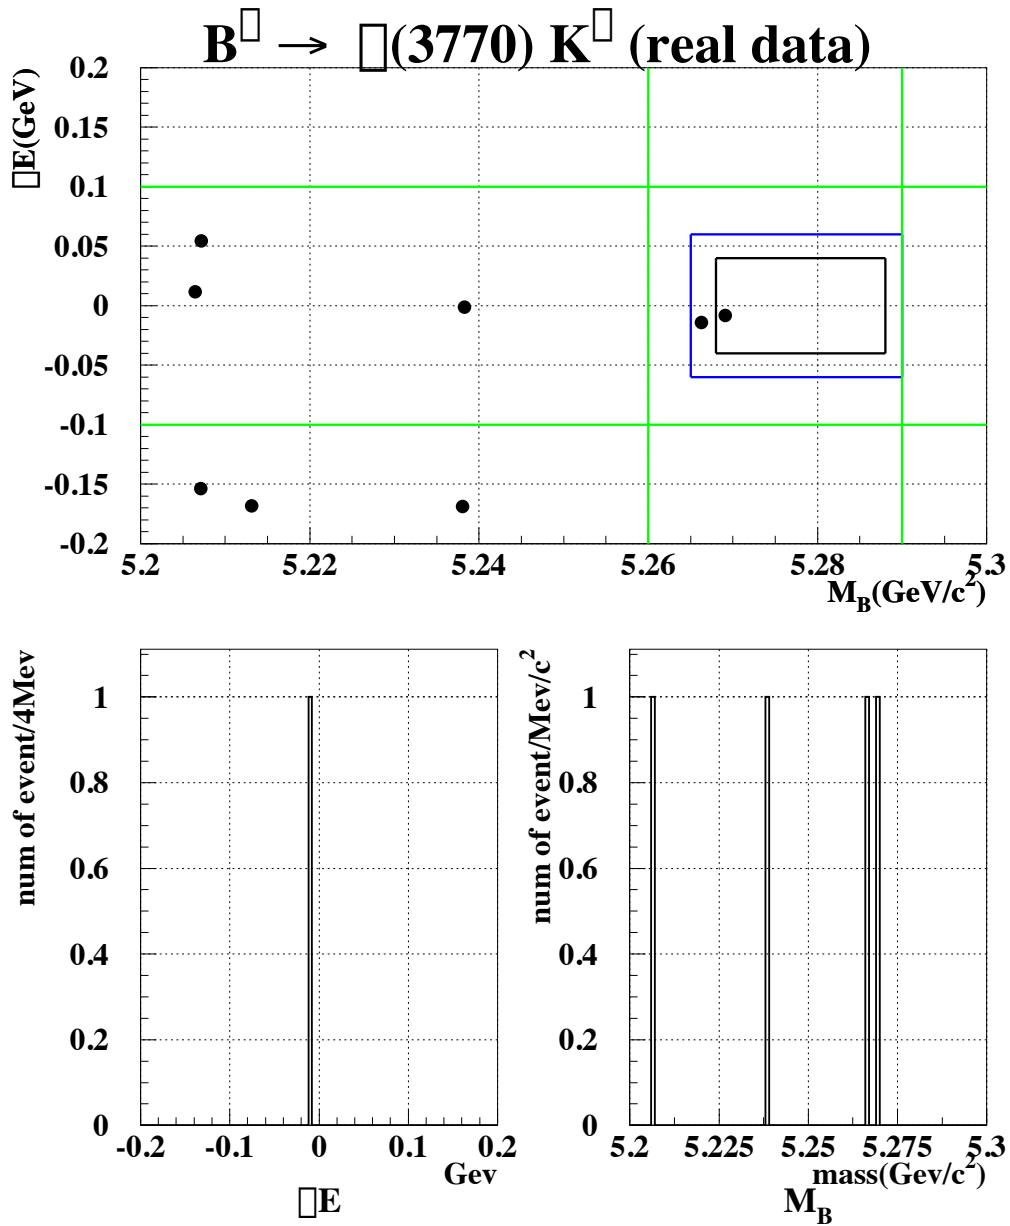 B▯ → ▯(3770) K▯ (real data)
▯E(GeV)
0.2
0.15
0.1
0.05
0
-0.05
-0.1
-0.15
-0.2
5.2 5.22 5.24 5.26 5.28 5.3
M_B(GeV/c^2)
num of event/4Mev
1
0.8
0.6
0.4
0.2
0
-0.2 -0.1 0 0.1 0.2
Gev
▯E
num of event/Mev/c^2
1
0.8
0.6
0.4
0.2
0
5.2 5.225 5.25 5.275 5.3
mass(Gev/c^2)
M_B